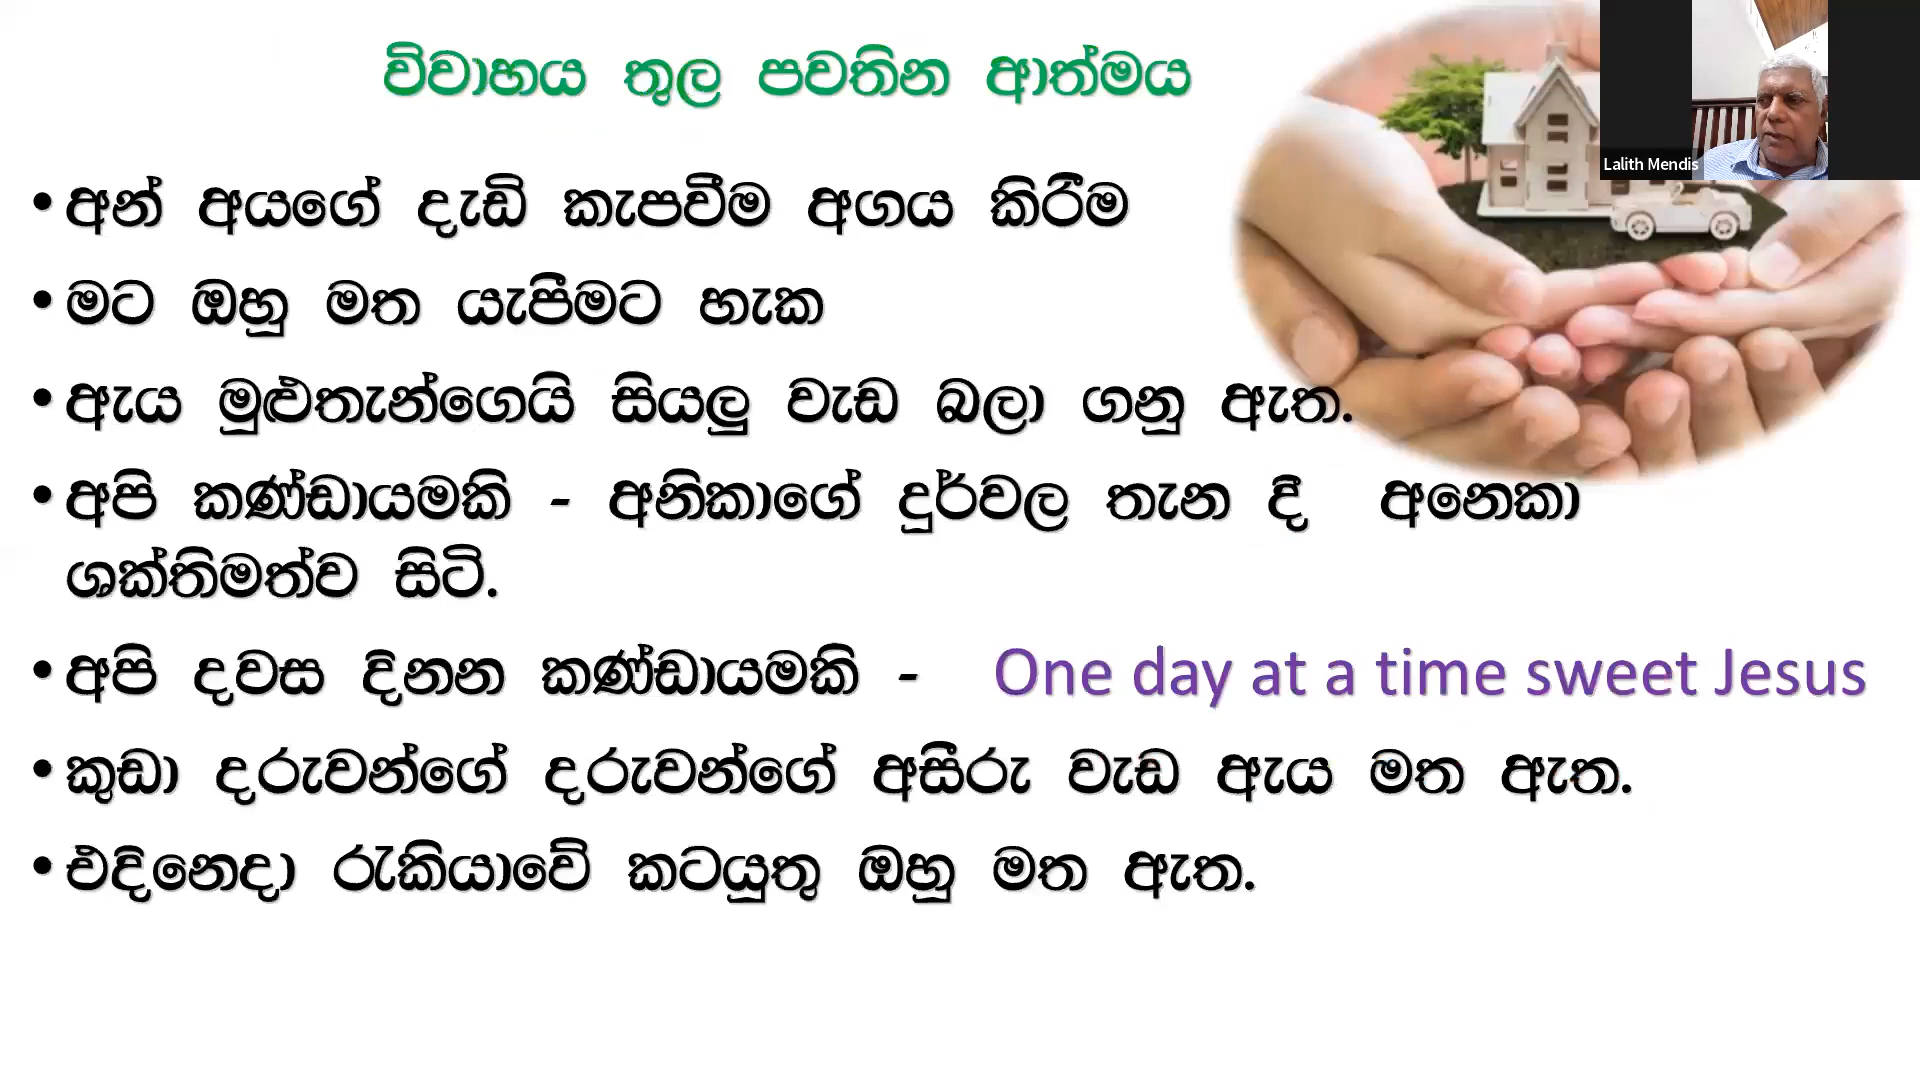 විවාහය තුල පවතින ආත්මය
Lalith Mendis
• අන් අයගේ දැඩි කැපවීම අගය කිරීම
• මට ඔහු මත යැපීමට හැක
• ඇය මුළුතැන්ගෙයි සියලු වැඩ බලා ගනු ඇත.
• අපි කණ්ඩායමකි - අනිකාගේ දුර්වල තැන දී අනෙකා
ශක්තිමත්ව සිටි.
• අපි දවස දිනන කණ්ඩායමකි - One day at a time sweet Jesus
• කුඩා දරුවන්ගේ දරුවන්ගේ අසීරු වැඩ ඇය මත ඇත.
• එදිනෙදා රැකියාවේ කටයුතු ඔහු මත ඇත.